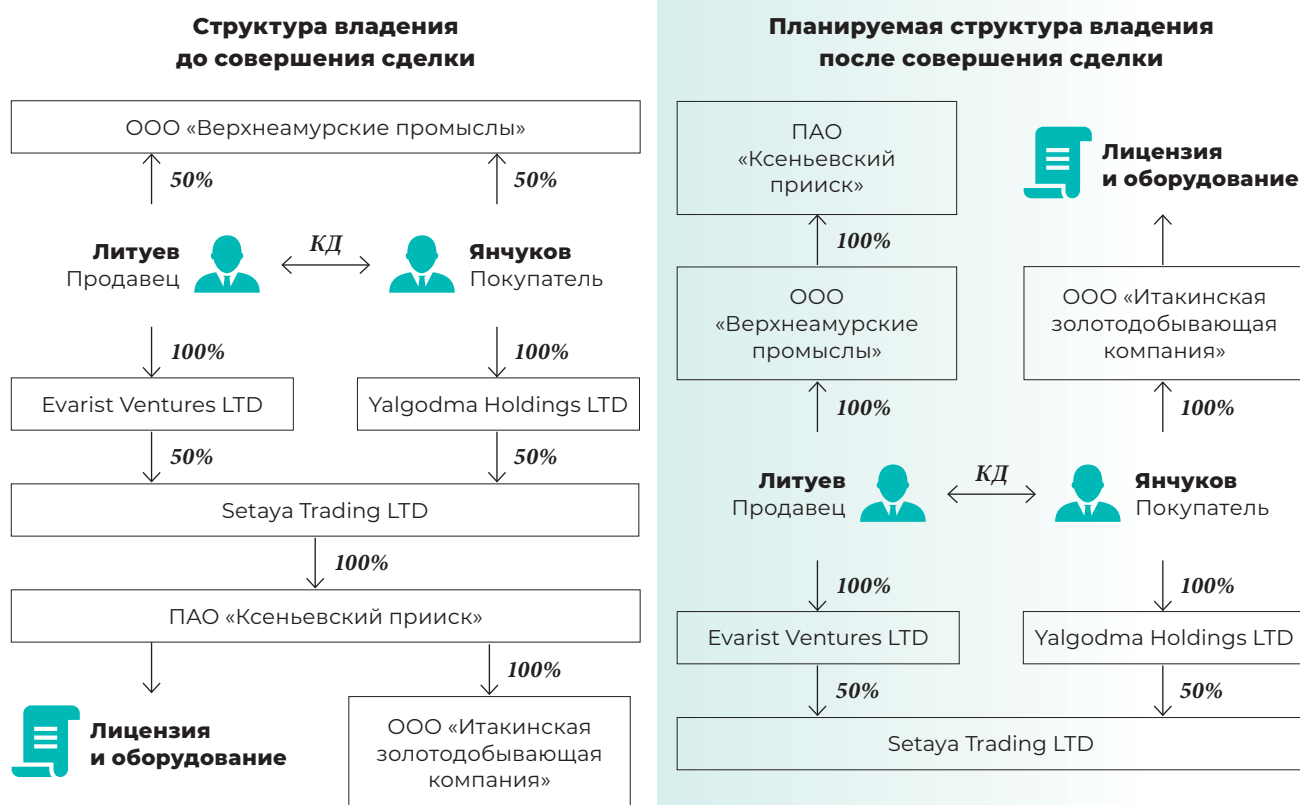 Структура владения
до совершения сделки
ООО «Верхнеамурские промыслы»
50%
50%
Литуев
Продавец
КД
Янчуков
Покупатель
100%
100%
Evarist Ventures LTD
Yalgodma Holdings LTD
50%
50%
Setaya Trading LTD
100%
ПАО «Ксеньевский прииск»
100%
Лицензия
и оборудование
ООО «Итакинская
золотодобывающая
компания»
Планируемая структура владения
после совершения сделки
ПАО
«Ксеньевский
прииск»
Лицензия
и оборудование
100%
ООО
«Верхнеамурские
промыслы»
ООО «Итакинская
золотодобывающая
компания»
100%
100%
Литуев
Продавец
КД
Янчуков
Покупатель
100%
100%
Evarist Ventures LTD
Yalgodma Holdings LTD
50%
50%
Setaya Trading LTD